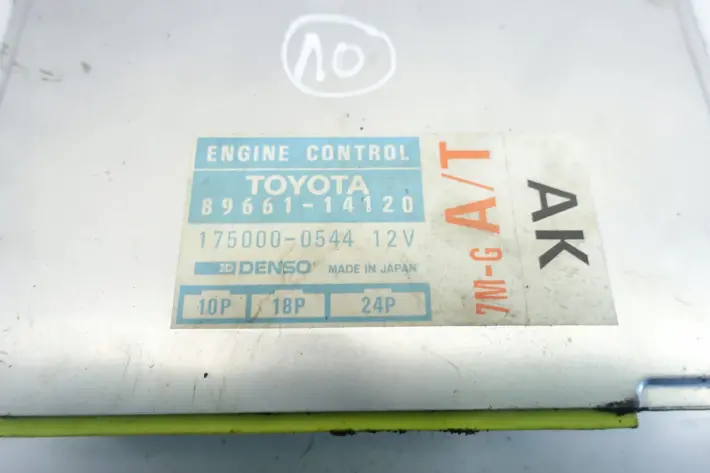 10
ENGINE CONTROL
TOYOTA
89661-14120
175000-0544 12V
DENSO MADE IN JAPAN
10P 18P 24P
7M-G A/T
AK